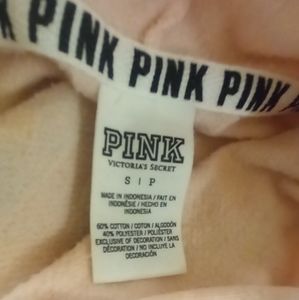 PINK PINK PINK
PINK
VICTORIA'S SECRET
S | P
MADE IN INDONESIA / FAIT EN
INDONÉSIE / HECHO EN
INDONESIA
60% COTTON / COTON / ALGODÓN
40% POLYESTER / POLIÉSTER
EXCLUSIVE OF DECORATION / SANS
DÉCORATION / NO INCLUYE LA
DECORACIÓN